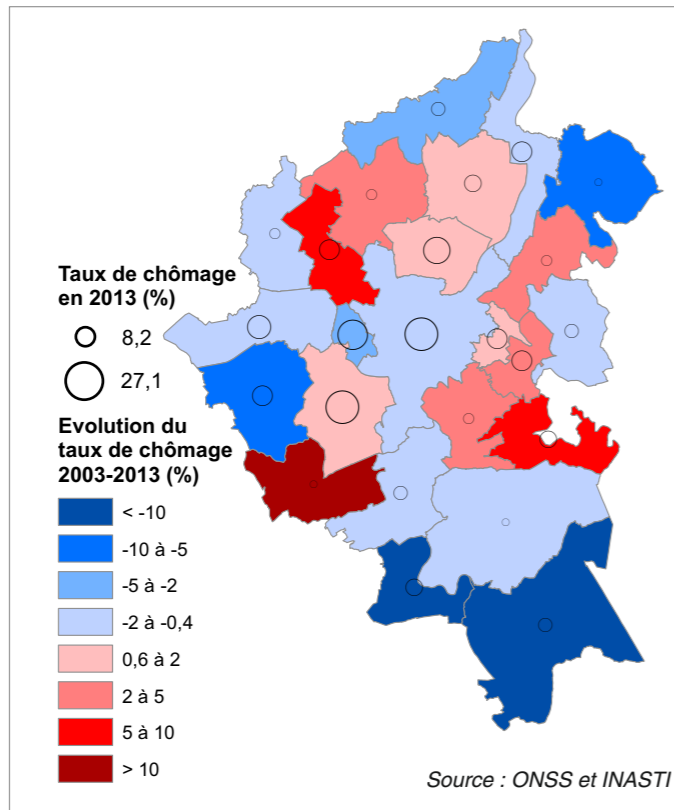 Taux de chômage
en 2013 (%)
8,2
27,1
Evolution du
taux de chômage
2003-2013 (%)
< -10
-10 à -5
-5 à -2
-2 à -0,4
0,6 à 2
2 à 5
5 à 10
> 10
Source : ONSS et INASTI